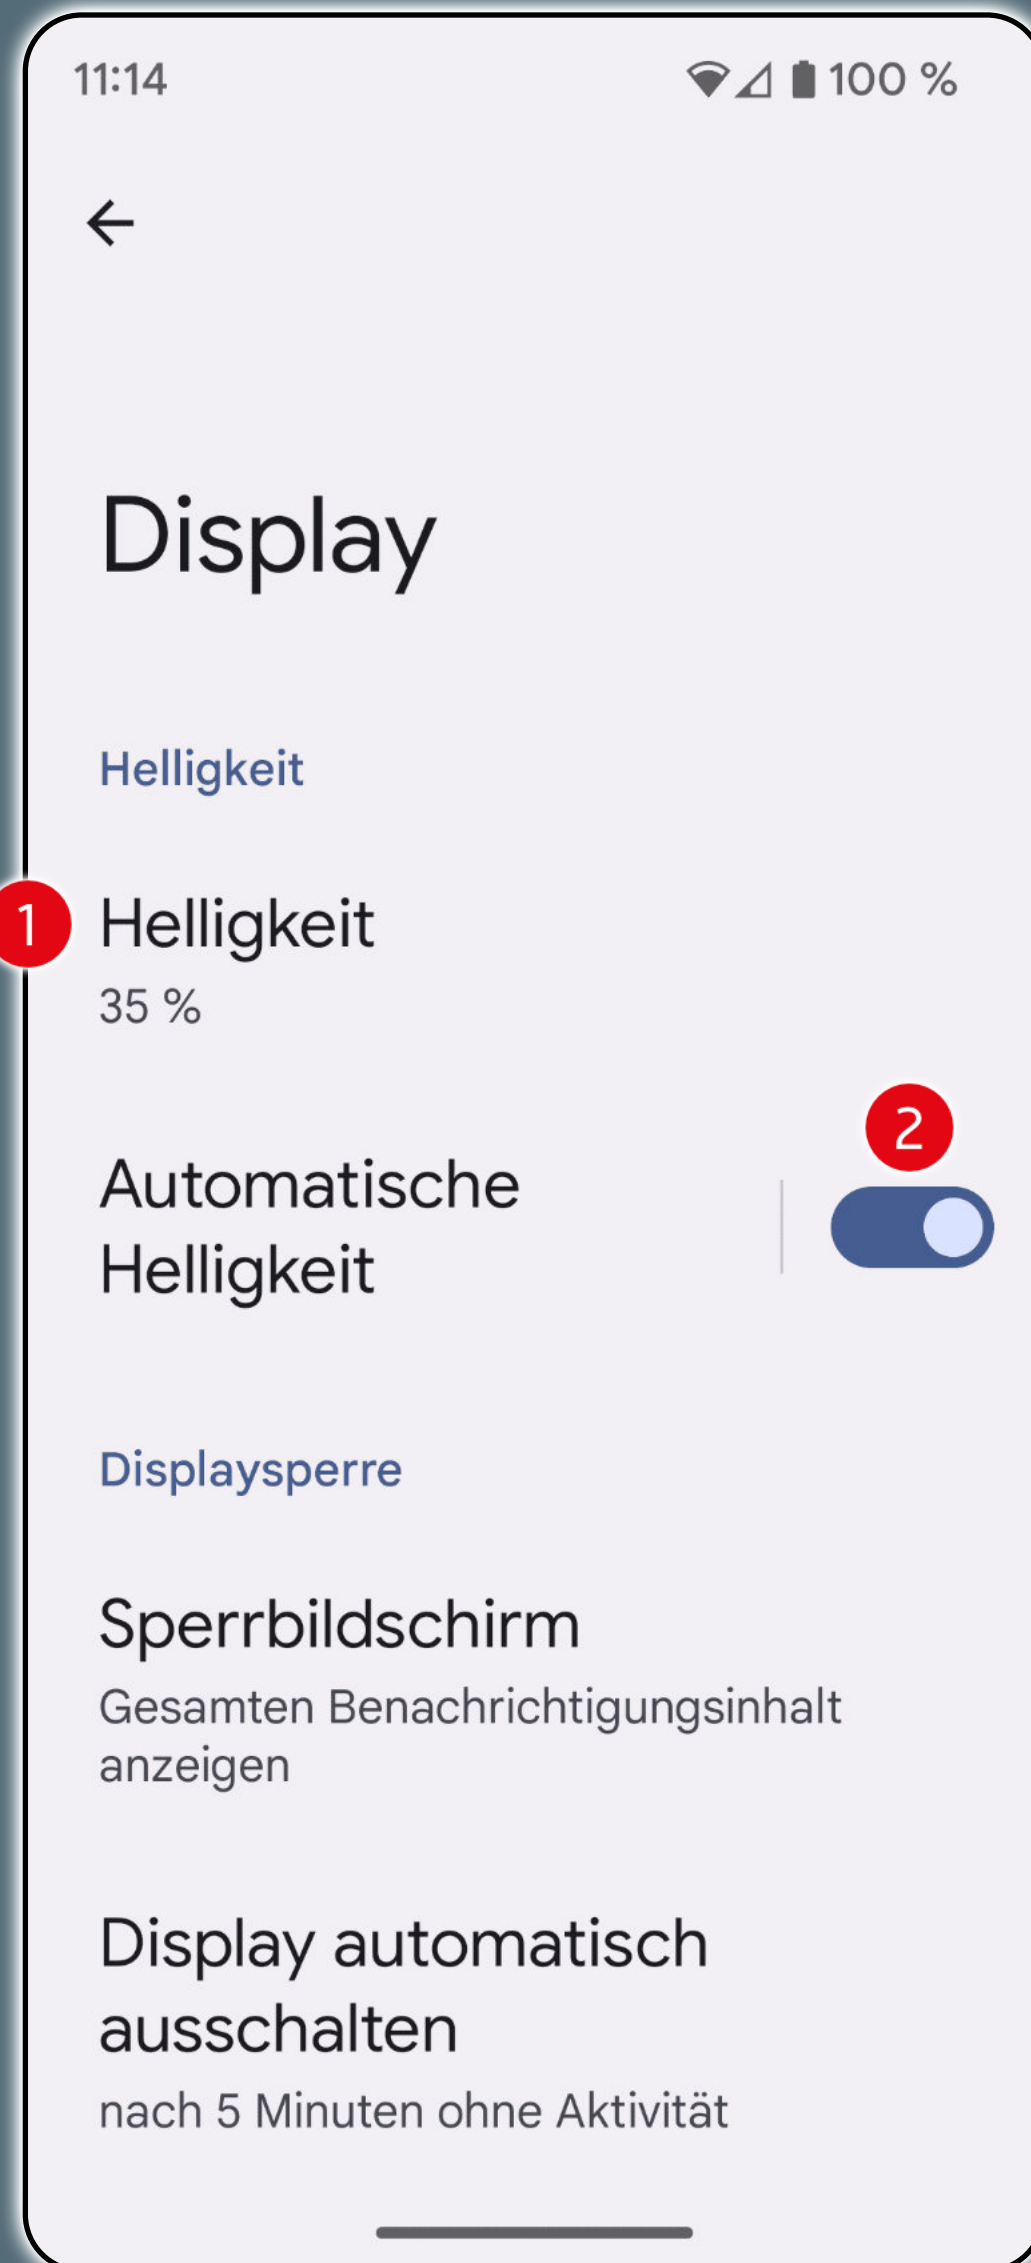 11:14 100 %
Display
Helligkeit
1 Helligkeit
35 %
2
Automatische
Helligkeit
Displaysperre
Sperrbildschirm
Gesamten Benachrichtigungsinhalt
anzeigen
Display automatisch
ausschalten
nach 5 Minuten ohne Aktivität